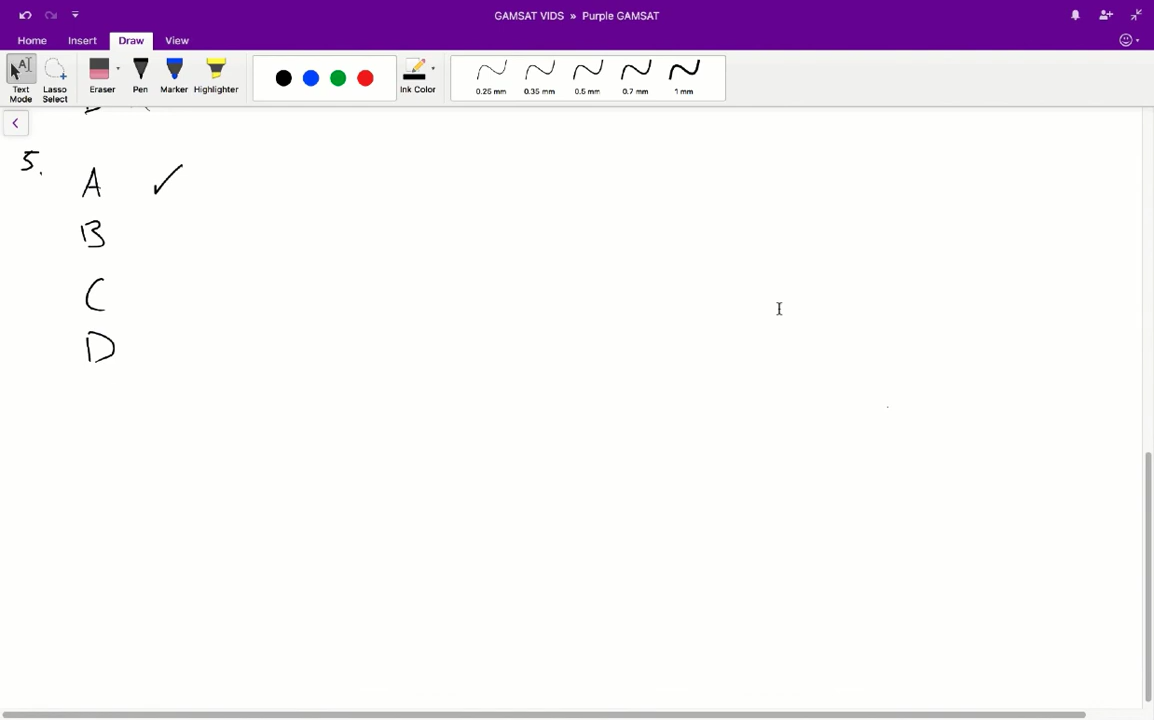 GAMSAT VIDS » Purple GAMSAT
Home Insert Draw View
Text Mode
Lasso Select
Eraser
Pen
Marker
Highlighter
Ink Color
0.25 mm
0.35 mm
0.5 mm
0.7 mm
1 mm
5.
A ✓
B
C
D